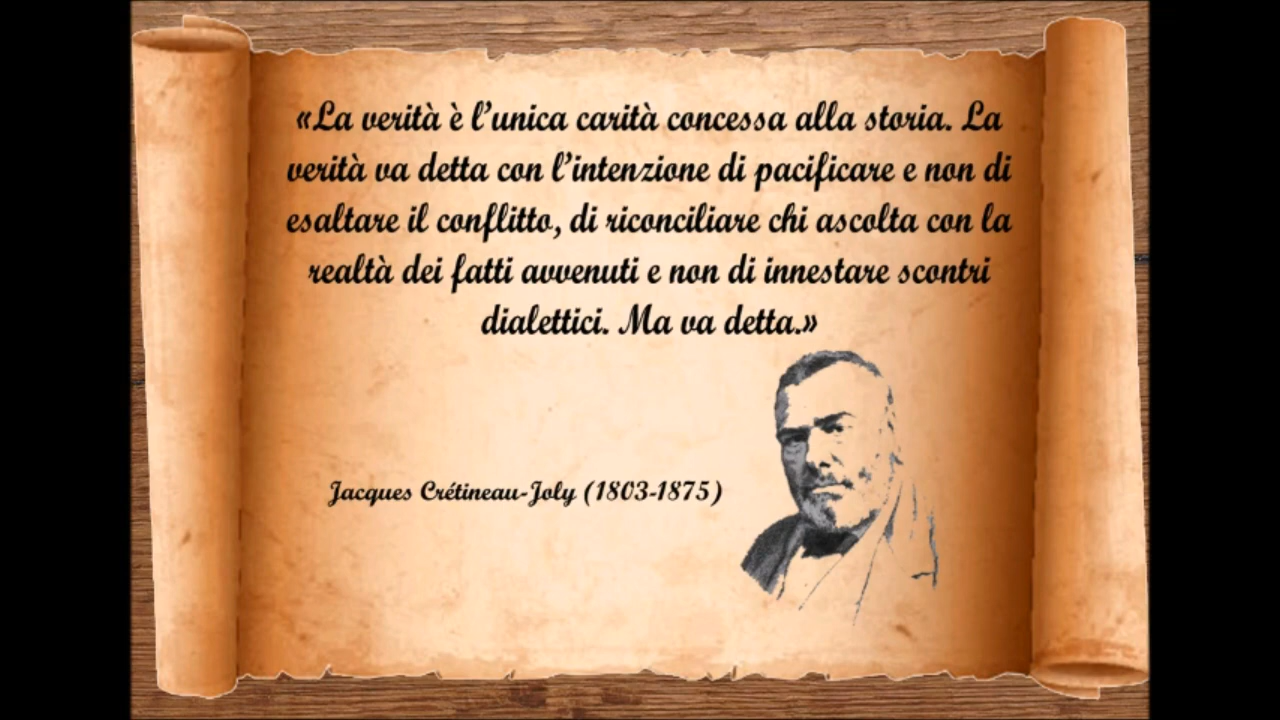 «La verità è l’unica carità concessa alla storia. La
verità va detta con l’intenzione di pacificare e non di
esaltare il conflitto, di riconciliare chi ascolta con la
realtà dei fatti avvenuti e non di innestare scontri
dialettici. Ma va detta.»
Jacques Crétineau-Joly (1803-1875)